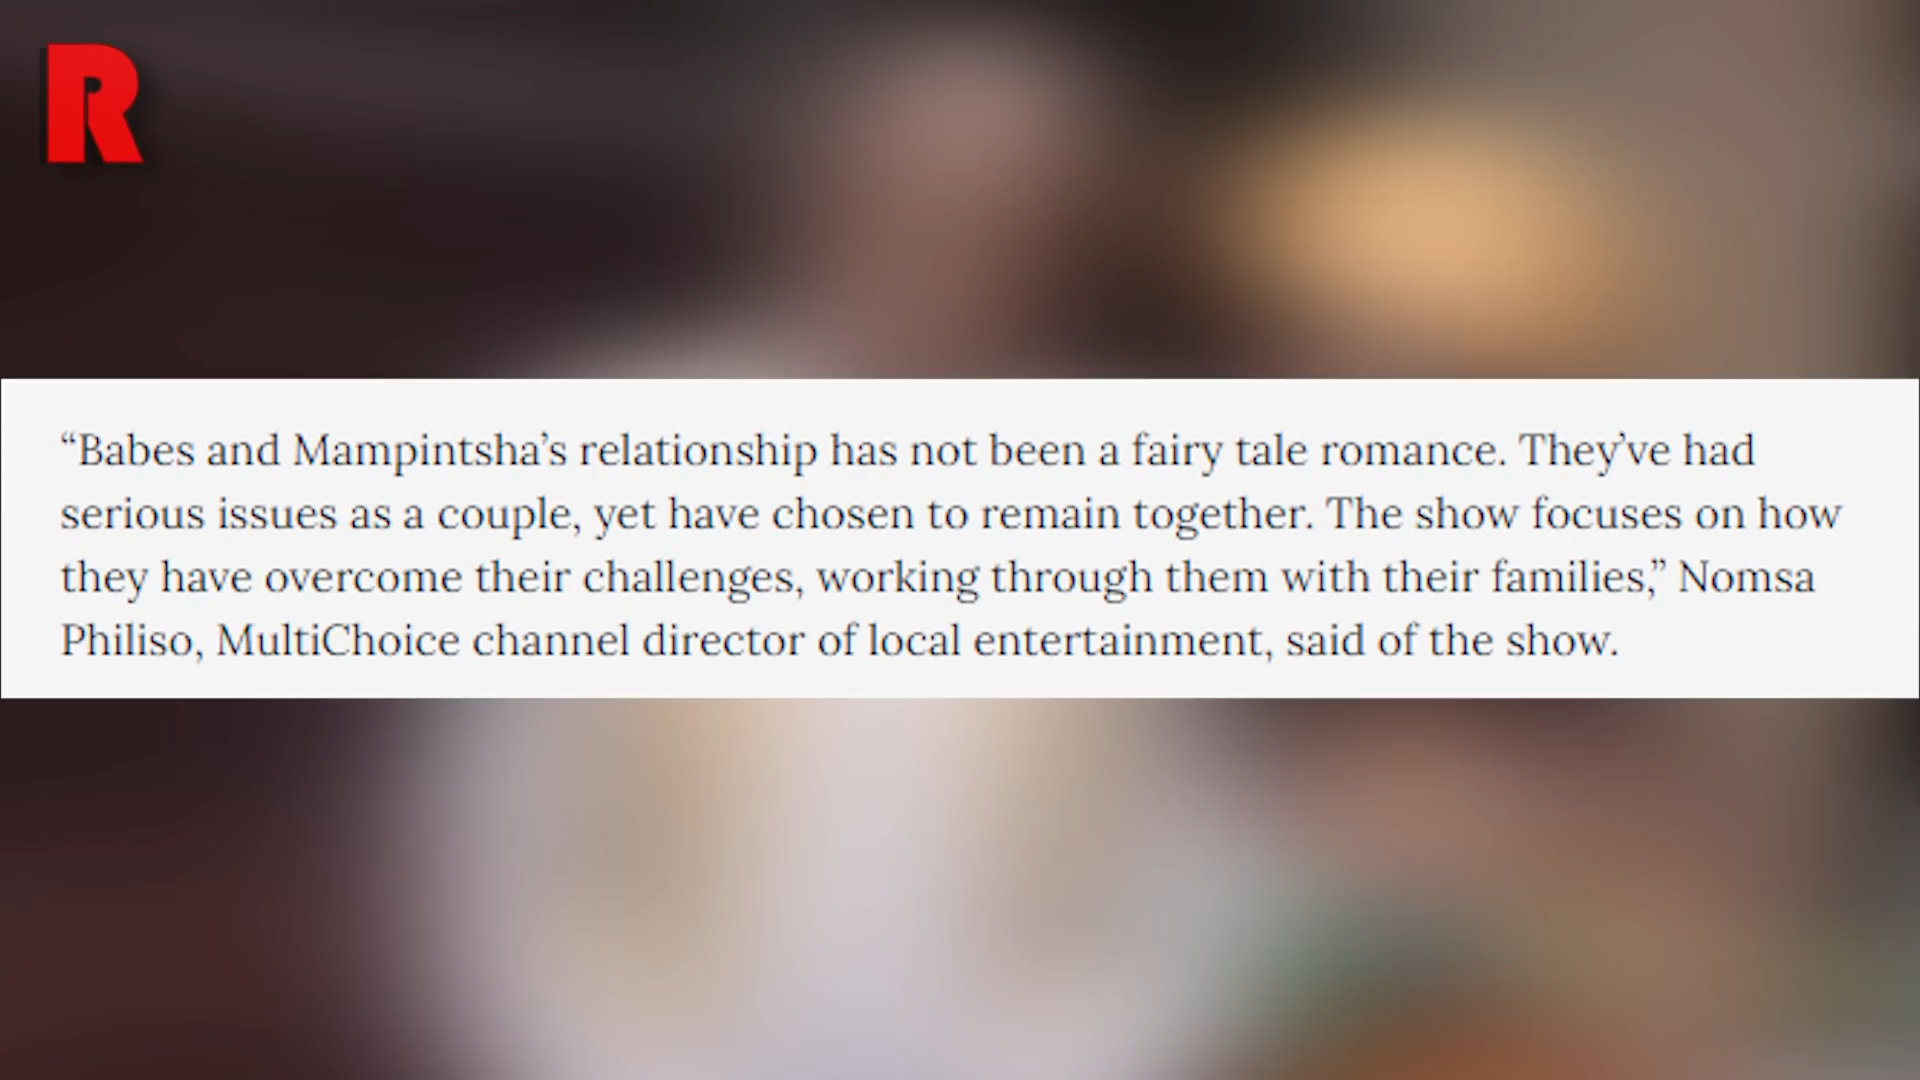 R
“Babes and Mampintsha’s relationship has not been a fairy tale romance. They’ve had
serious issues as a couple, yet have chosen to remain together. The show focuses on how
they have overcome their challenges, working through them with their families,” Nomsa
Philiso, MultiChoice channel director of local entertainment, said of the show.